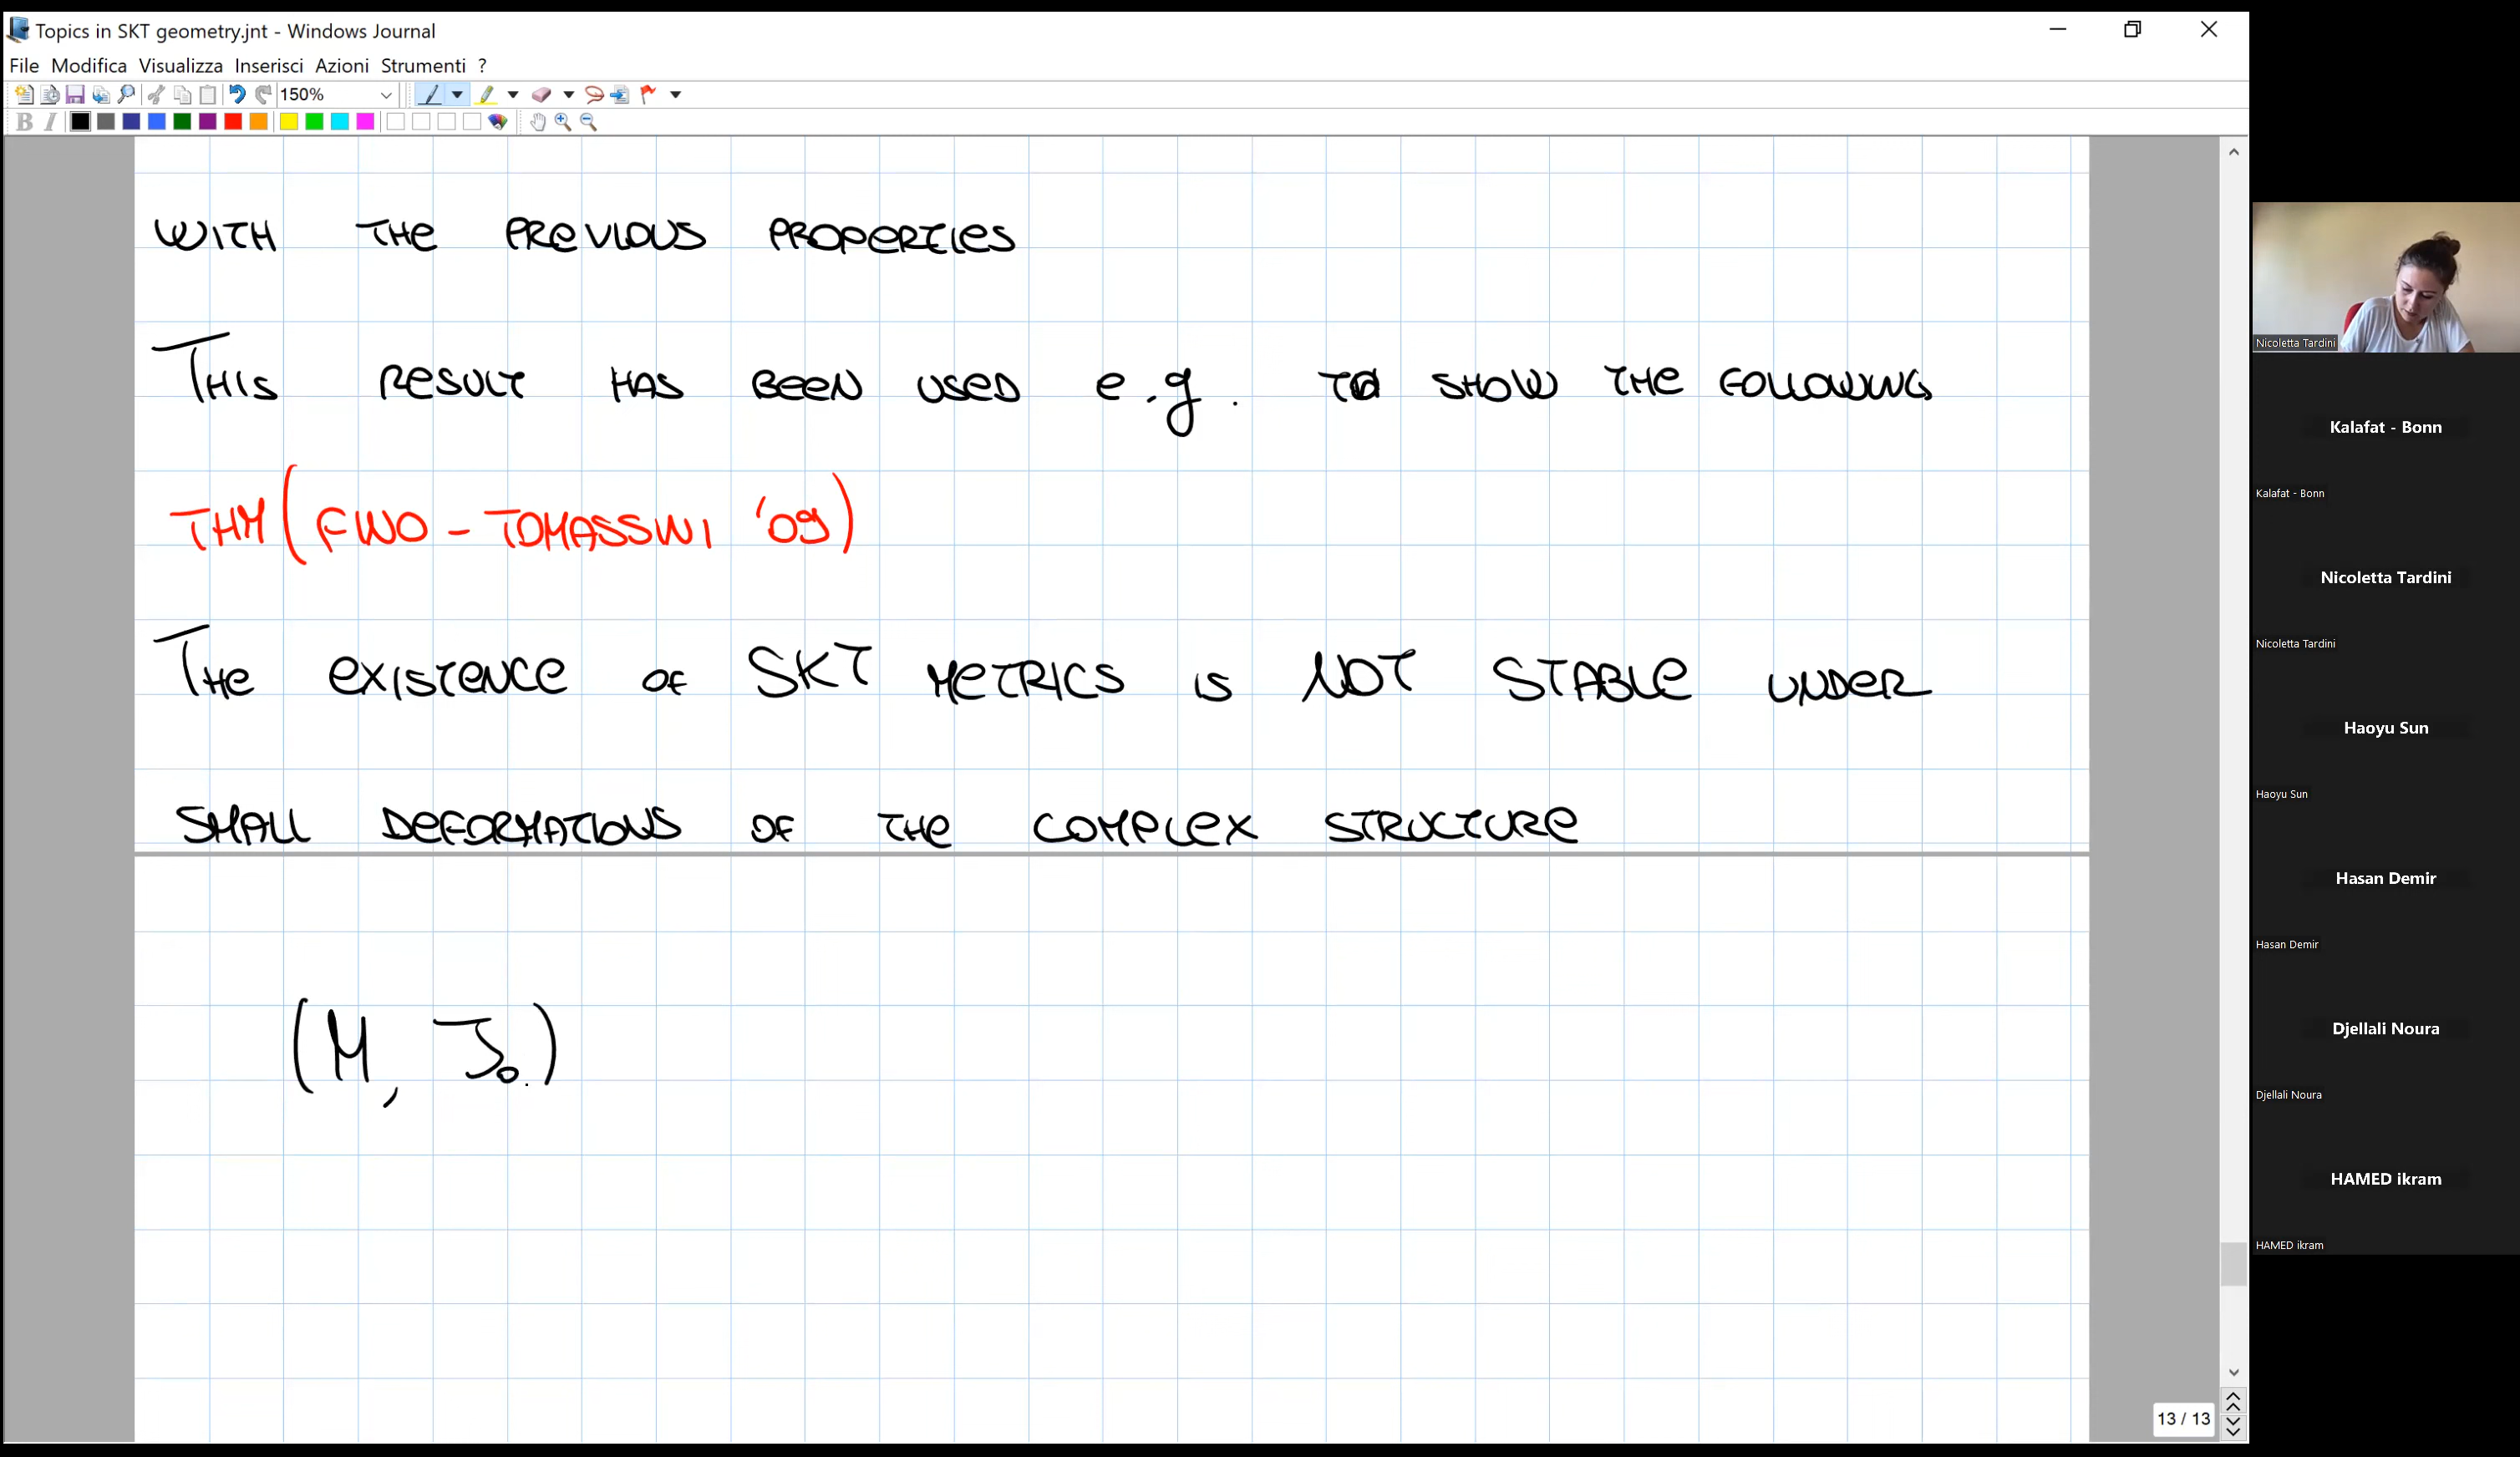 Topics in SKT geometry.jnt - Windows Journal
File Modifica Visualizza Inserisci Azioni Strumenti ?
150%
B I
WITH THE PREVIOUS PROPERTIES
THIS RESULT HAS BEEN USED e.g. TO SHOW THE FOLLOWING
THM (FINO - TOMASSINI '09)
THE EXISTENCE OF SKT METRICS IS NOT STABLE UNDER
SMALL DEFORMATIONS OF THE COMPLEX STRUCTURE
(M, J₀.)
13 / 13
Nicoletta Tardini
Kalafat - Bonn
Kalafat - Bonn
Nicoletta Tardini
Nicoletta Tardini
Haoyu Sun
Haoyu Sun
Hasan Demir
Hasan Demir
Djellali Noura
Djellali Noura
HAMED ikram
HAMED ikram